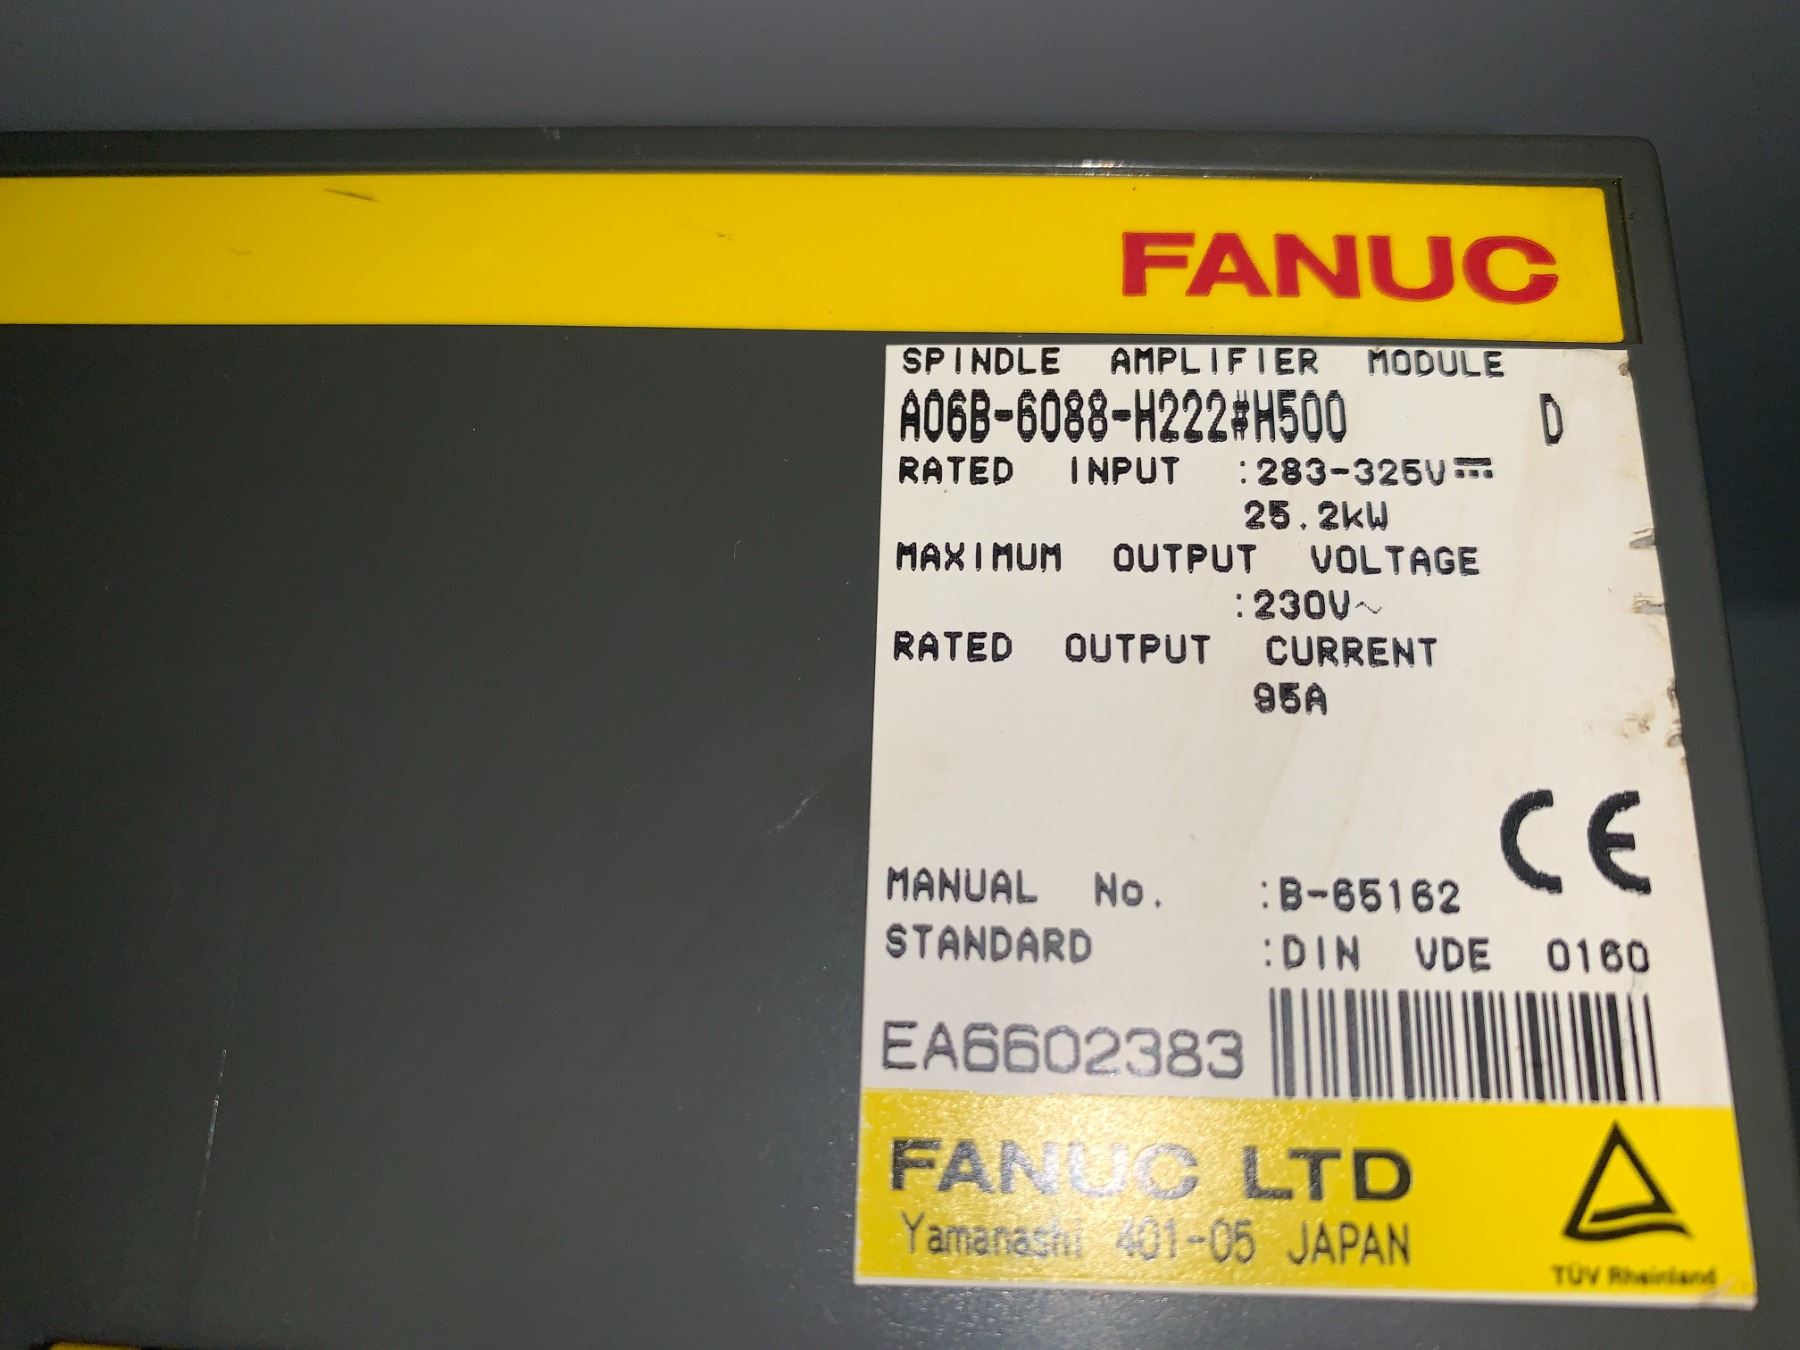 FANUC
SPINDLE AMPLIFIER MODULE
A06B-6088-H222#H500 D
RATED INPUT :283-325V⎓
25.2kW
MAXIMUM OUTPUT VOLTAGE
:230V~
RATED OUTPUT CURRENT
95A
CE
MANUAL No. :B-65162
STANDARD :DIN VDE 0160
EA6602383
FANUC LTD
Yamanashi 401-05 JAPAN
TÜV Rheinland